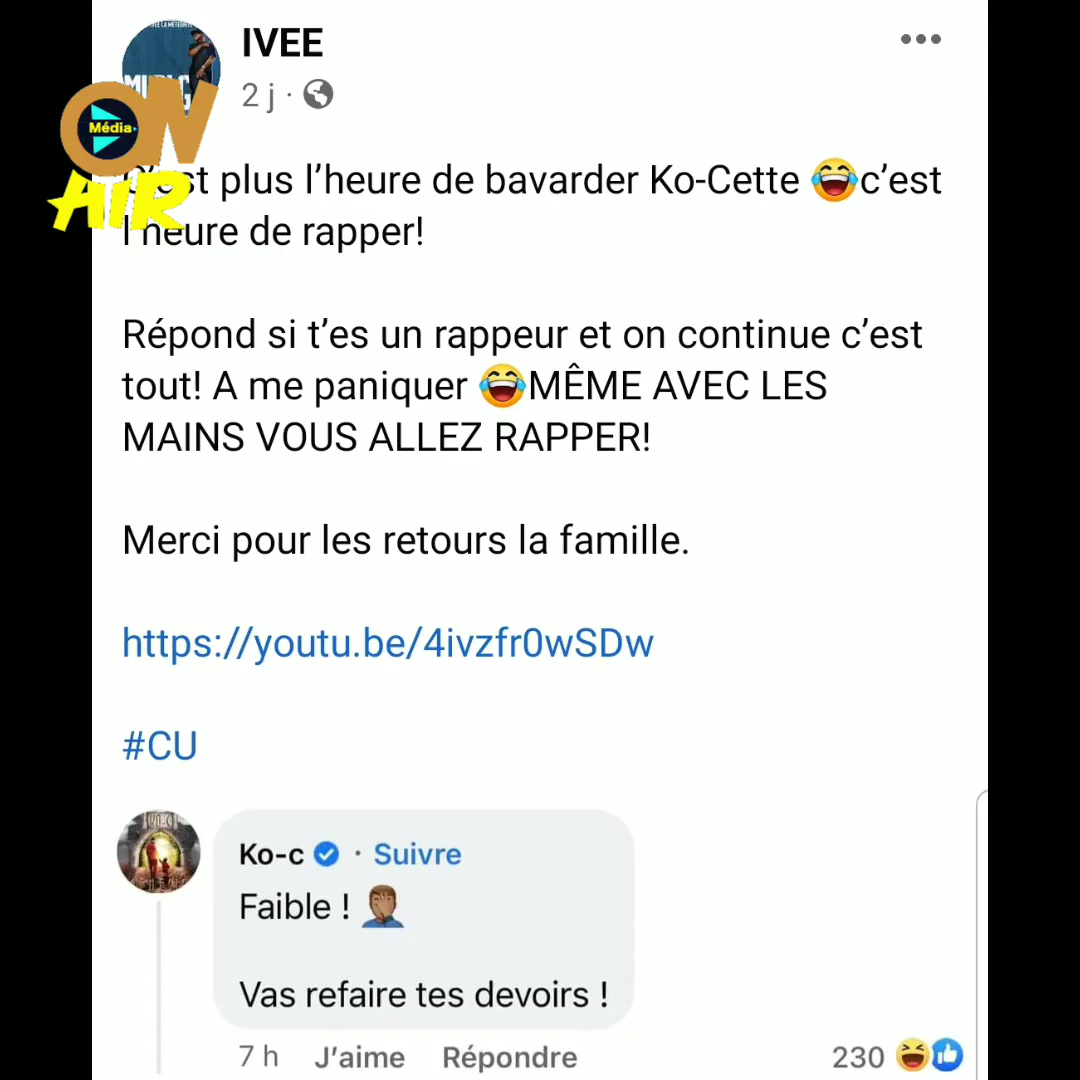 IVEE
2 j ·
Média
ON
AIR
C'est plus l'heure de bavarder Ko-Cette 😂c'est
l'heure de rapper!
Répond si t'es un rappeur et on continue c'est
tout! A me paniquer 😂MÊME AVEC LES
MAINS VOUS ALLEZ RAPPER!
Merci pour les retours la famille.
https://youtu.be/4ivzfr0wSDw
#CU
Ko-c · Suivre
Faible ! 🤦🏾‍♂️
Vas refaire tes devoirs !
7 h J'aime Répondre 230